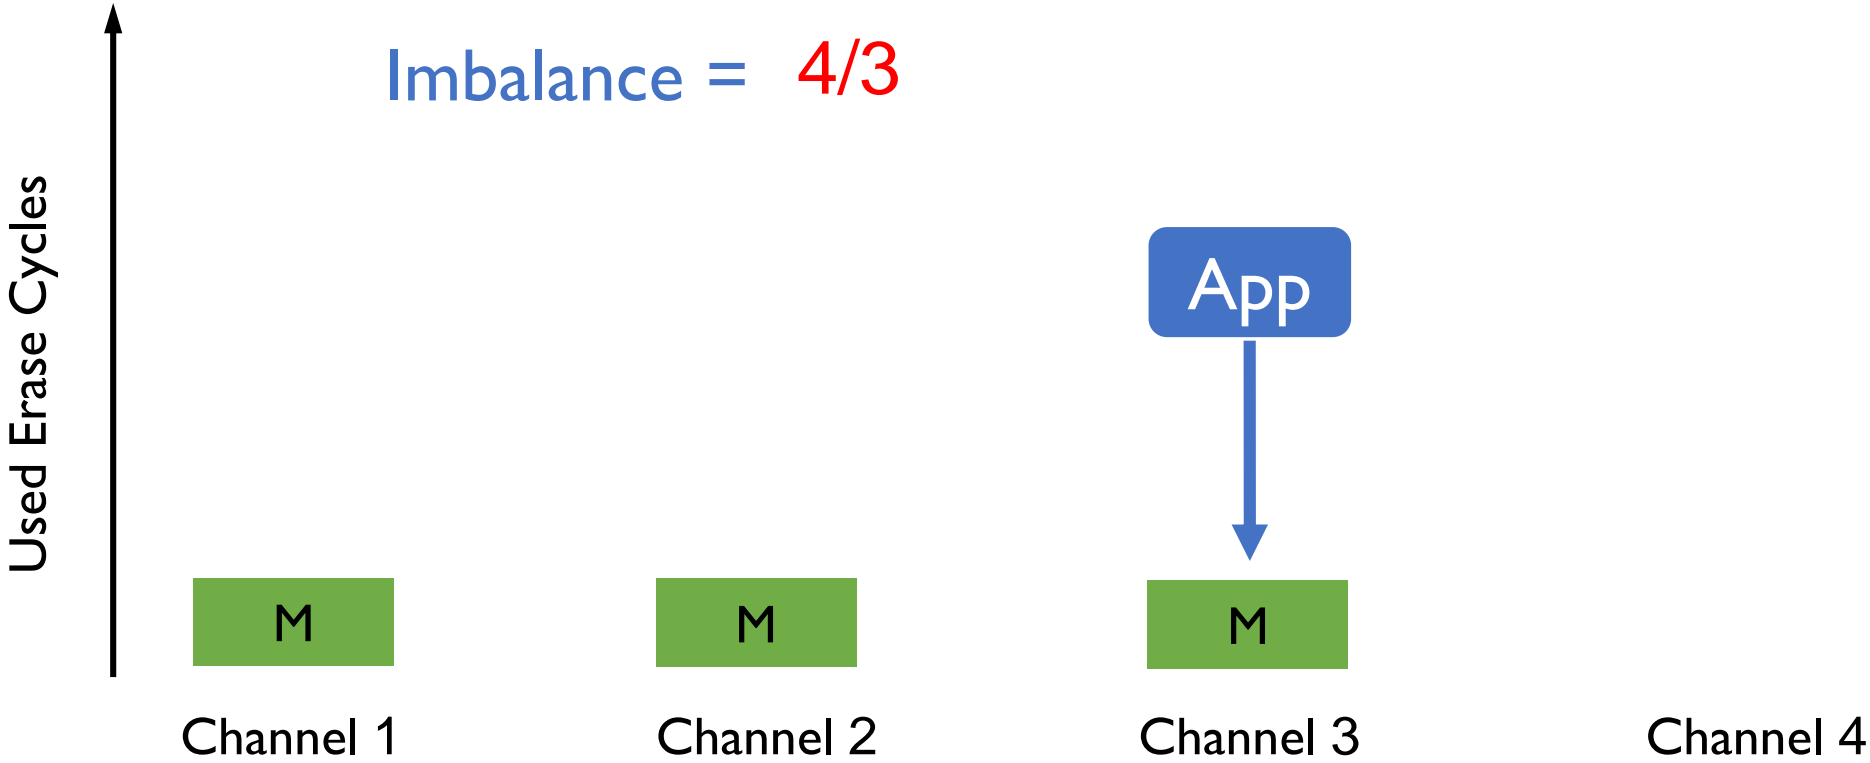 Imbalance = 4/3
Used Erase Cycles
App
M
M
M
Channel 1
Channel 2
Channel 3
Channel 4